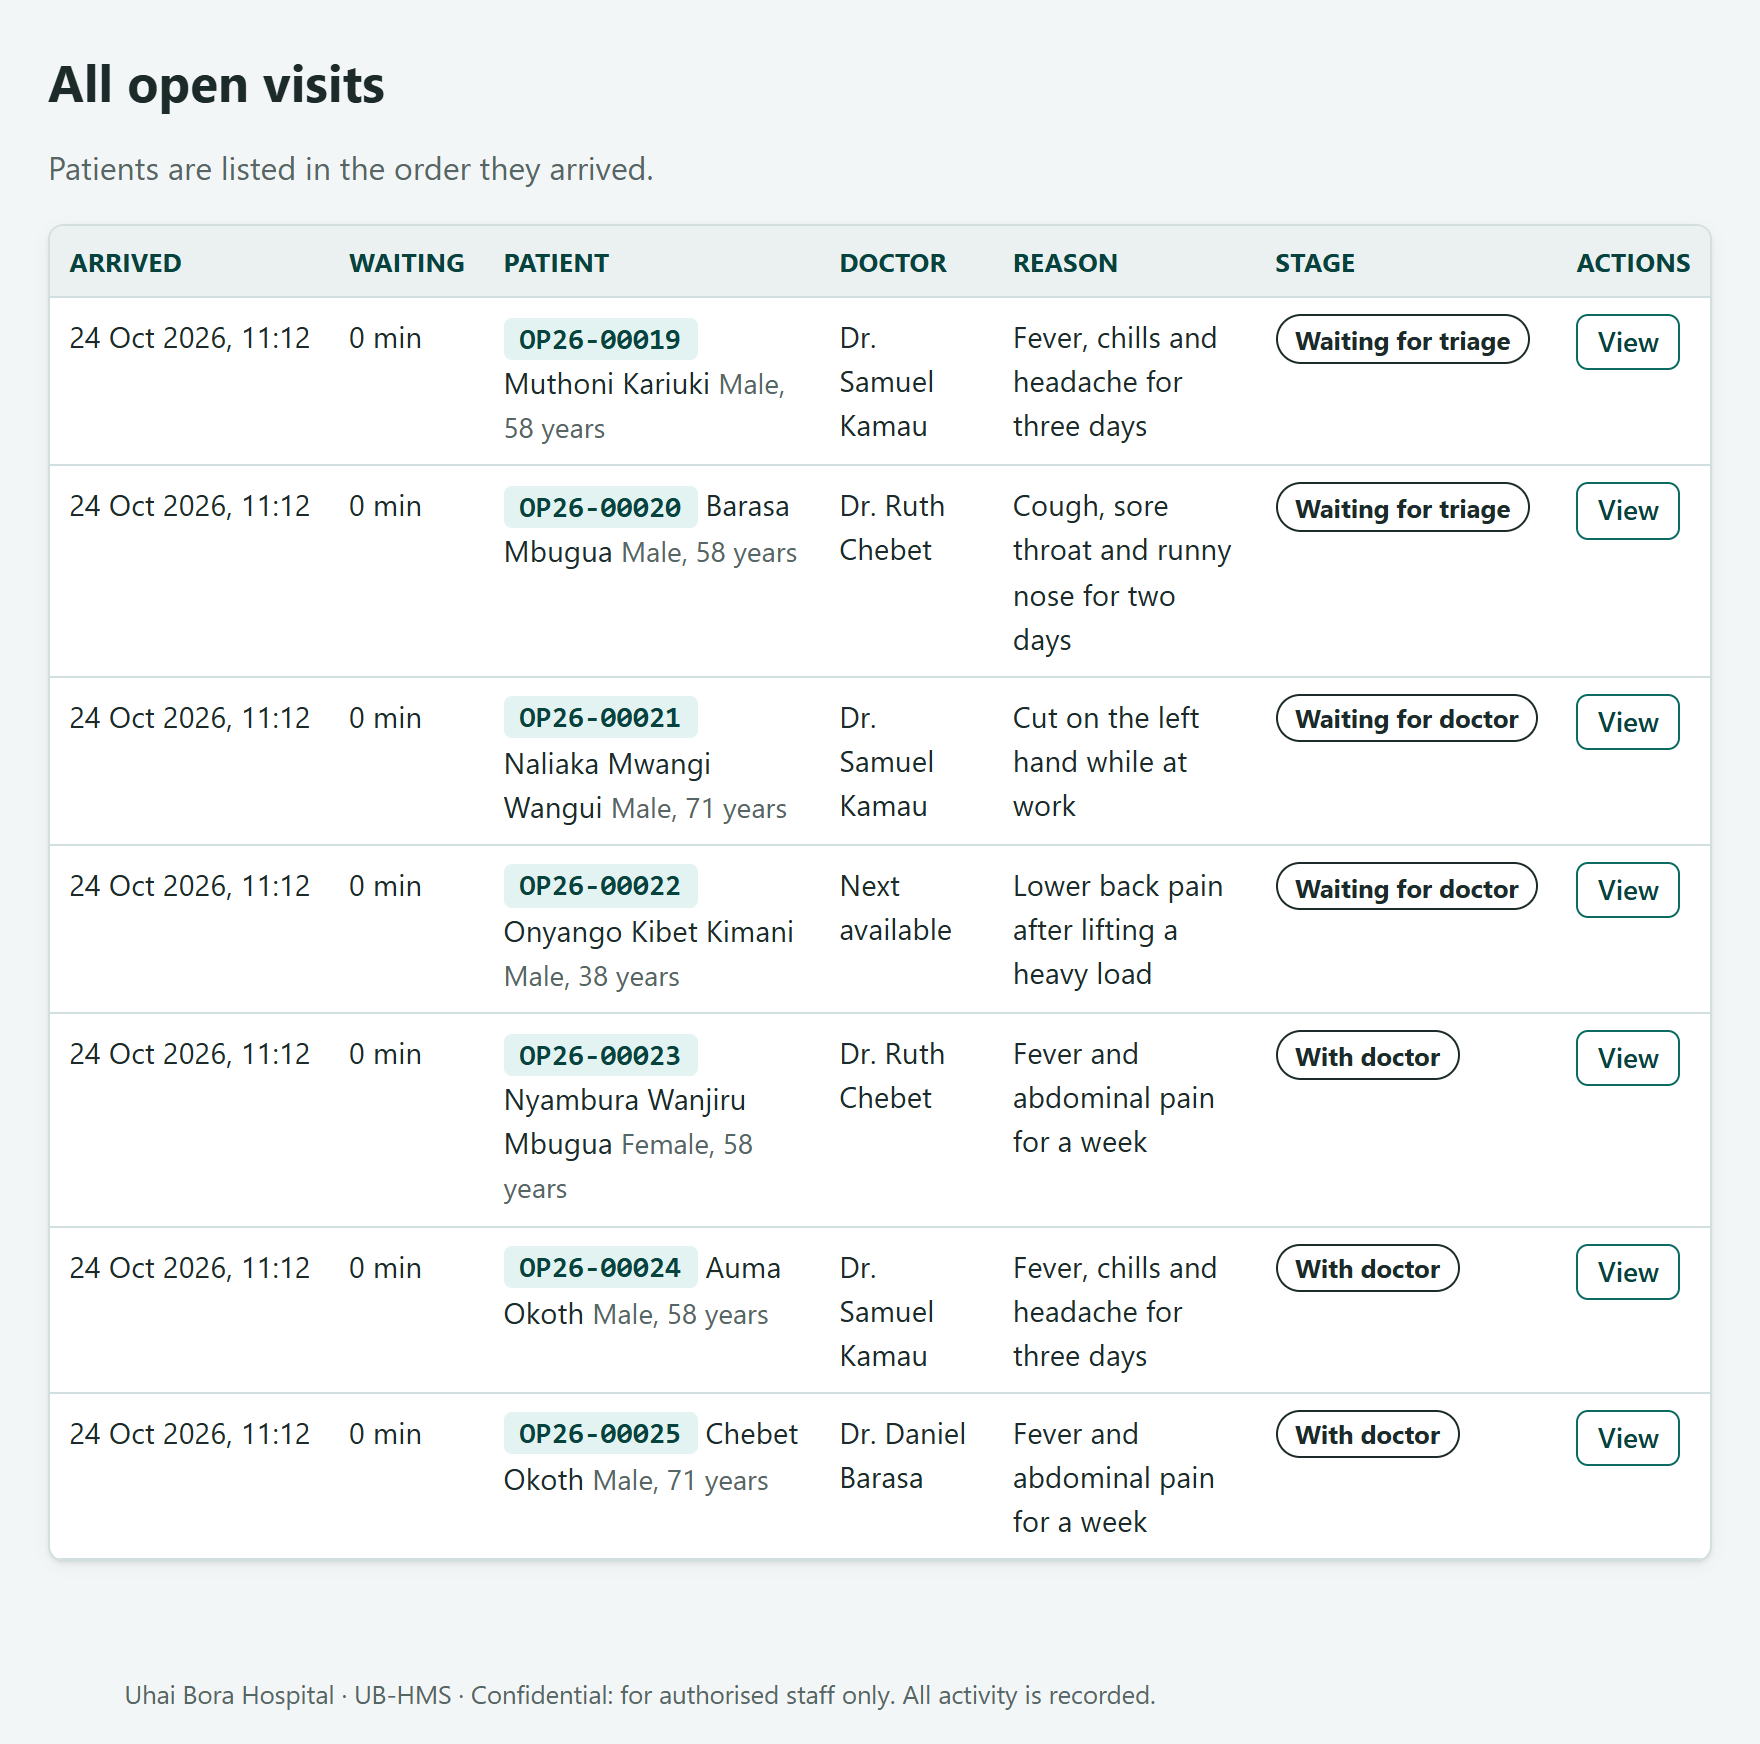 All open visits
Patients are listed in the order they arrived.
ARRIVED WAITING PATIENT DOCTOR REASON STAGE ACTIONS
24 Oct 2026, 11:12 0 min OP26-00019 Dr. Fever, chills and Waiting for triage View
Muthoni Kariuki Male, Samuel headache for
58 years Kamau three days
24 Oct 2026, 11:12 0 min OP26-00020 Barasa Dr. Ruth Cough, sore Waiting for triage View
Mbugua Male, 58 years Chebet throat and runny
nose for two
days
24 Oct 2026, 11:12 0 min OP26-00021 Dr. Cut on the left Waiting for doctor View
Naliaka Mwangi Samuel hand while at
Wangui Male, 71 years Kamau work
24 Oct 2026, 11:12 0 min OP26-00022 Next Lower back pain Waiting for doctor View
Onyango Kibet Kimani available after lifting a
Male, 38 years heavy load
24 Oct 2026, 11:12 0 min OP26-00023 Dr. Ruth Fever and With doctor View
Nyambura Wanjiru Chebet abdominal pain
Mbugua Female, 58 for a week
years
24 Oct 2026, 11:12 0 min OP26-00024 Auma Dr. Fever, chills and With doctor View
Okoth Male, 58 years Samuel headache for
Kamau three days
24 Oct 2026, 11:12 0 min OP26-00025 Chebet Dr. Daniel Fever and With doctor View
Okoth Male, 71 years Barasa abdominal pain
for a week
Uhai Bora Hospital · UB-HMS · Confidential: for authorised staff only. All activity is recorded.